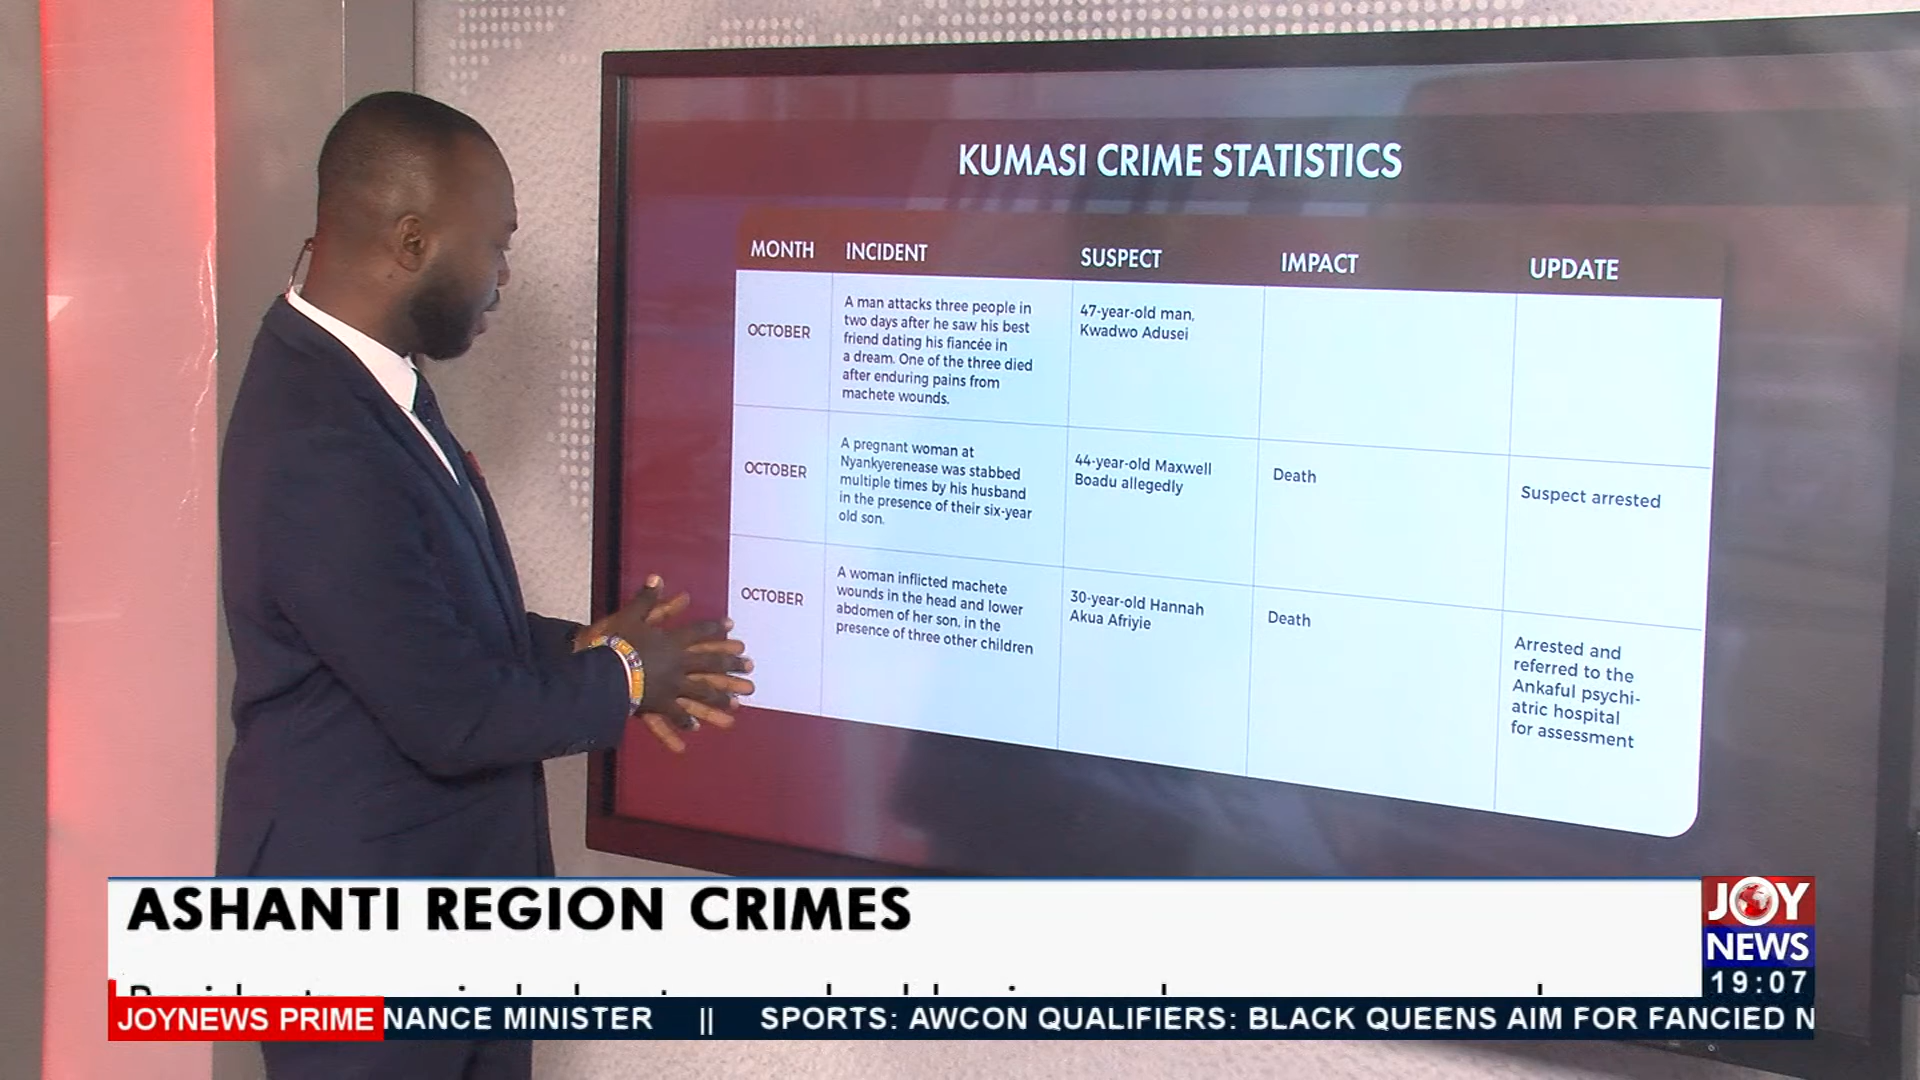 KUMASI CRIME STATISTICS
MONTH INCIDENT SUSPECT IMPACT UPDATE
OCTOBER
A man attacks three people in
two days after he saw his best
friend dating his fiancée in
a dream. One of the three died
after enduring pains from
machete wounds.
47-year-old man,
Kwadwo Adusei
OCTOBER
A pregnant woman at
Nyankyerenease was stabbed
multiple times by his husband
in the presence of their six-year
old son.
44-year-old Maxwell
Boadu allegedly
Death
Suspect arrested
OCTOBER
A woman inflicted machete
wounds in the head and lower
abdomen of her son, in the
presence of three other children
30-year-old Hannah
Akua Afriyie
Death
Arrested and
referred to the
Ankaful psychi-
atric hospital
for assessment
ASHANTI REGION CRIMES
JOY
NEWS
19:07
JOYNEWS PRIME
NANCE MINISTER || SPORTS: AWCON QUALIFIERS: BLACK QUEENS AIM FOR FANCIED N